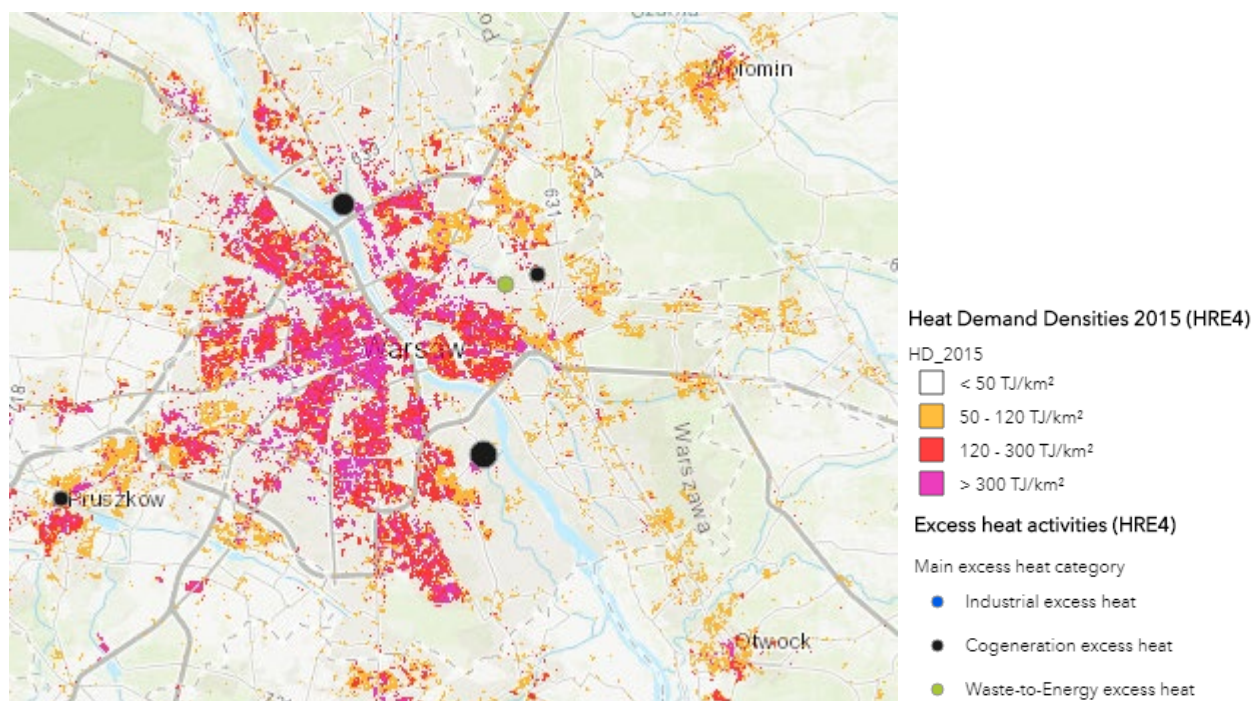 Wołomin
633
631
Warsaw
Warszawa
Pruszkow
Otwock
Heat Demand Densities 2015 (HRE4)
HD_2015
< 50 TJ/km²
50 - 120 TJ/km²
120 - 300 TJ/km²
> 300 TJ/km²
Excess heat activities (HRE4)
Main excess heat category
Industrial excess heat
Cogeneration excess heat
Waste-to-Energy excess heat